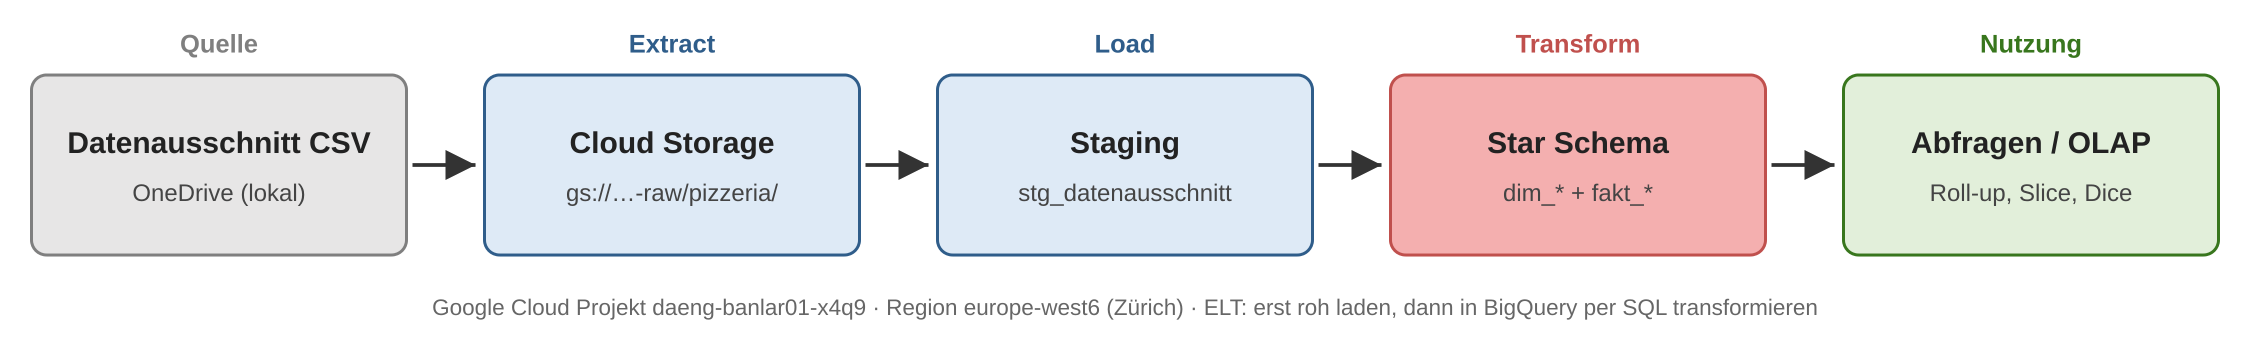 Quelle
Extract
Load
Transform
Nutzung
Datenausschnitt CSV
OneDrive (lokal)
Cloud Storage
gs://…-raw/pizzeria/
Staging
stg_datenausschnitt
Star Schema
dim_* + fakt_*
Abfragen / OLAP
Roll-up, Slice, Dice
Google Cloud Projekt daeng-banlar01-x4q9 · Region europe-west6 (Zürich) · ELT: erst roh laden, dann in BigQuery per SQL transformieren